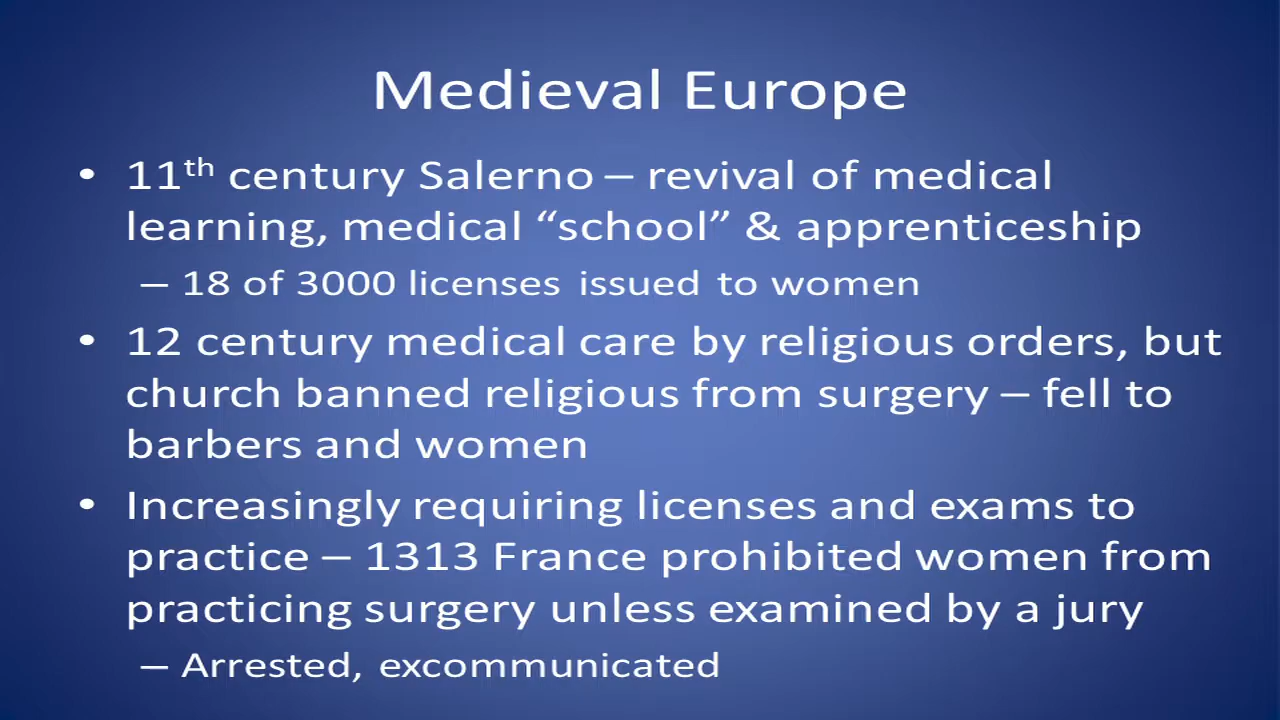 Medieval Europe
• 11th century Salerno – revival of medical
learning, medical “school” & apprenticeship
– 18 of 3000 licenses issued to women
• 12 century medical care by religious orders, but
church banned religious from surgery – fell to
barbers and women
• Increasingly requiring licenses and exams to
practice – 1313 France prohibited women from
practicing surgery unless examined by a jury
– Arrested, excommunicated